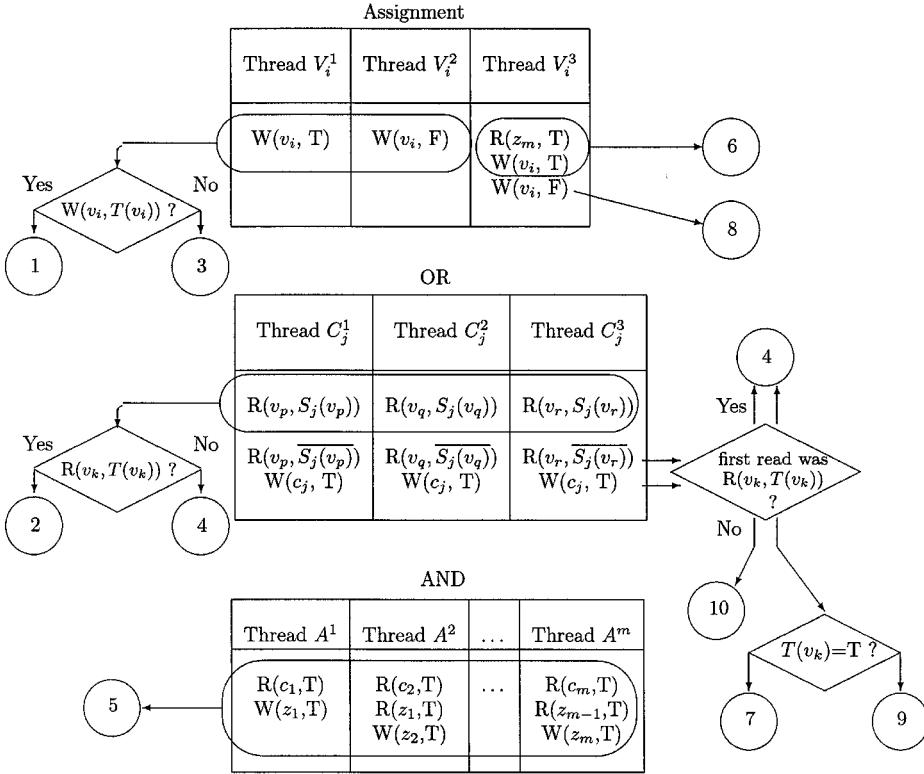 Assignment
Thread $V_i^1$ Thread $V_i^2$ Thread $V_i^3$
W($v_i$, T) W($v_i$, F) R($z_m$, T)
W($v_i$, T)
W($v_i$, F)
6
8
Yes No
W($v_i, T(v_i)$) ?
1 3
OR
Thread $C_j^1$ Thread $C_j^2$ Thread $C_j^3$
R($v_p, S_j(v_p)$) R($v_q, S_j(v_q)$) R($v_r, S_j(v_r)$)
R($v_p, \overline{S_j(v_p)}$) R($v_q, \overline{S_j(v_q)}$) R($v_r, \overline{S_j(v_r)}$)
W($c_j$, T) W($c_j$, T) W($c_j$, T)
Yes No
R($v_k, T(v_k)$) ?
2 4
4
Yes
first read was
R($v_k, T(v_k)$)
?
No
10
$T(v_k)$=T ?
7 9
AND
Thread $A^1$ Thread $A^2$ ... Thread $A^m$
R($c_1$,T) R($c_2$,T) ... R($c_m$,T)
W($z_1$,T) R($z_1$,T) R($z_{m-1}$,T)
W($z_2$,T) W($z_m$,T)
5